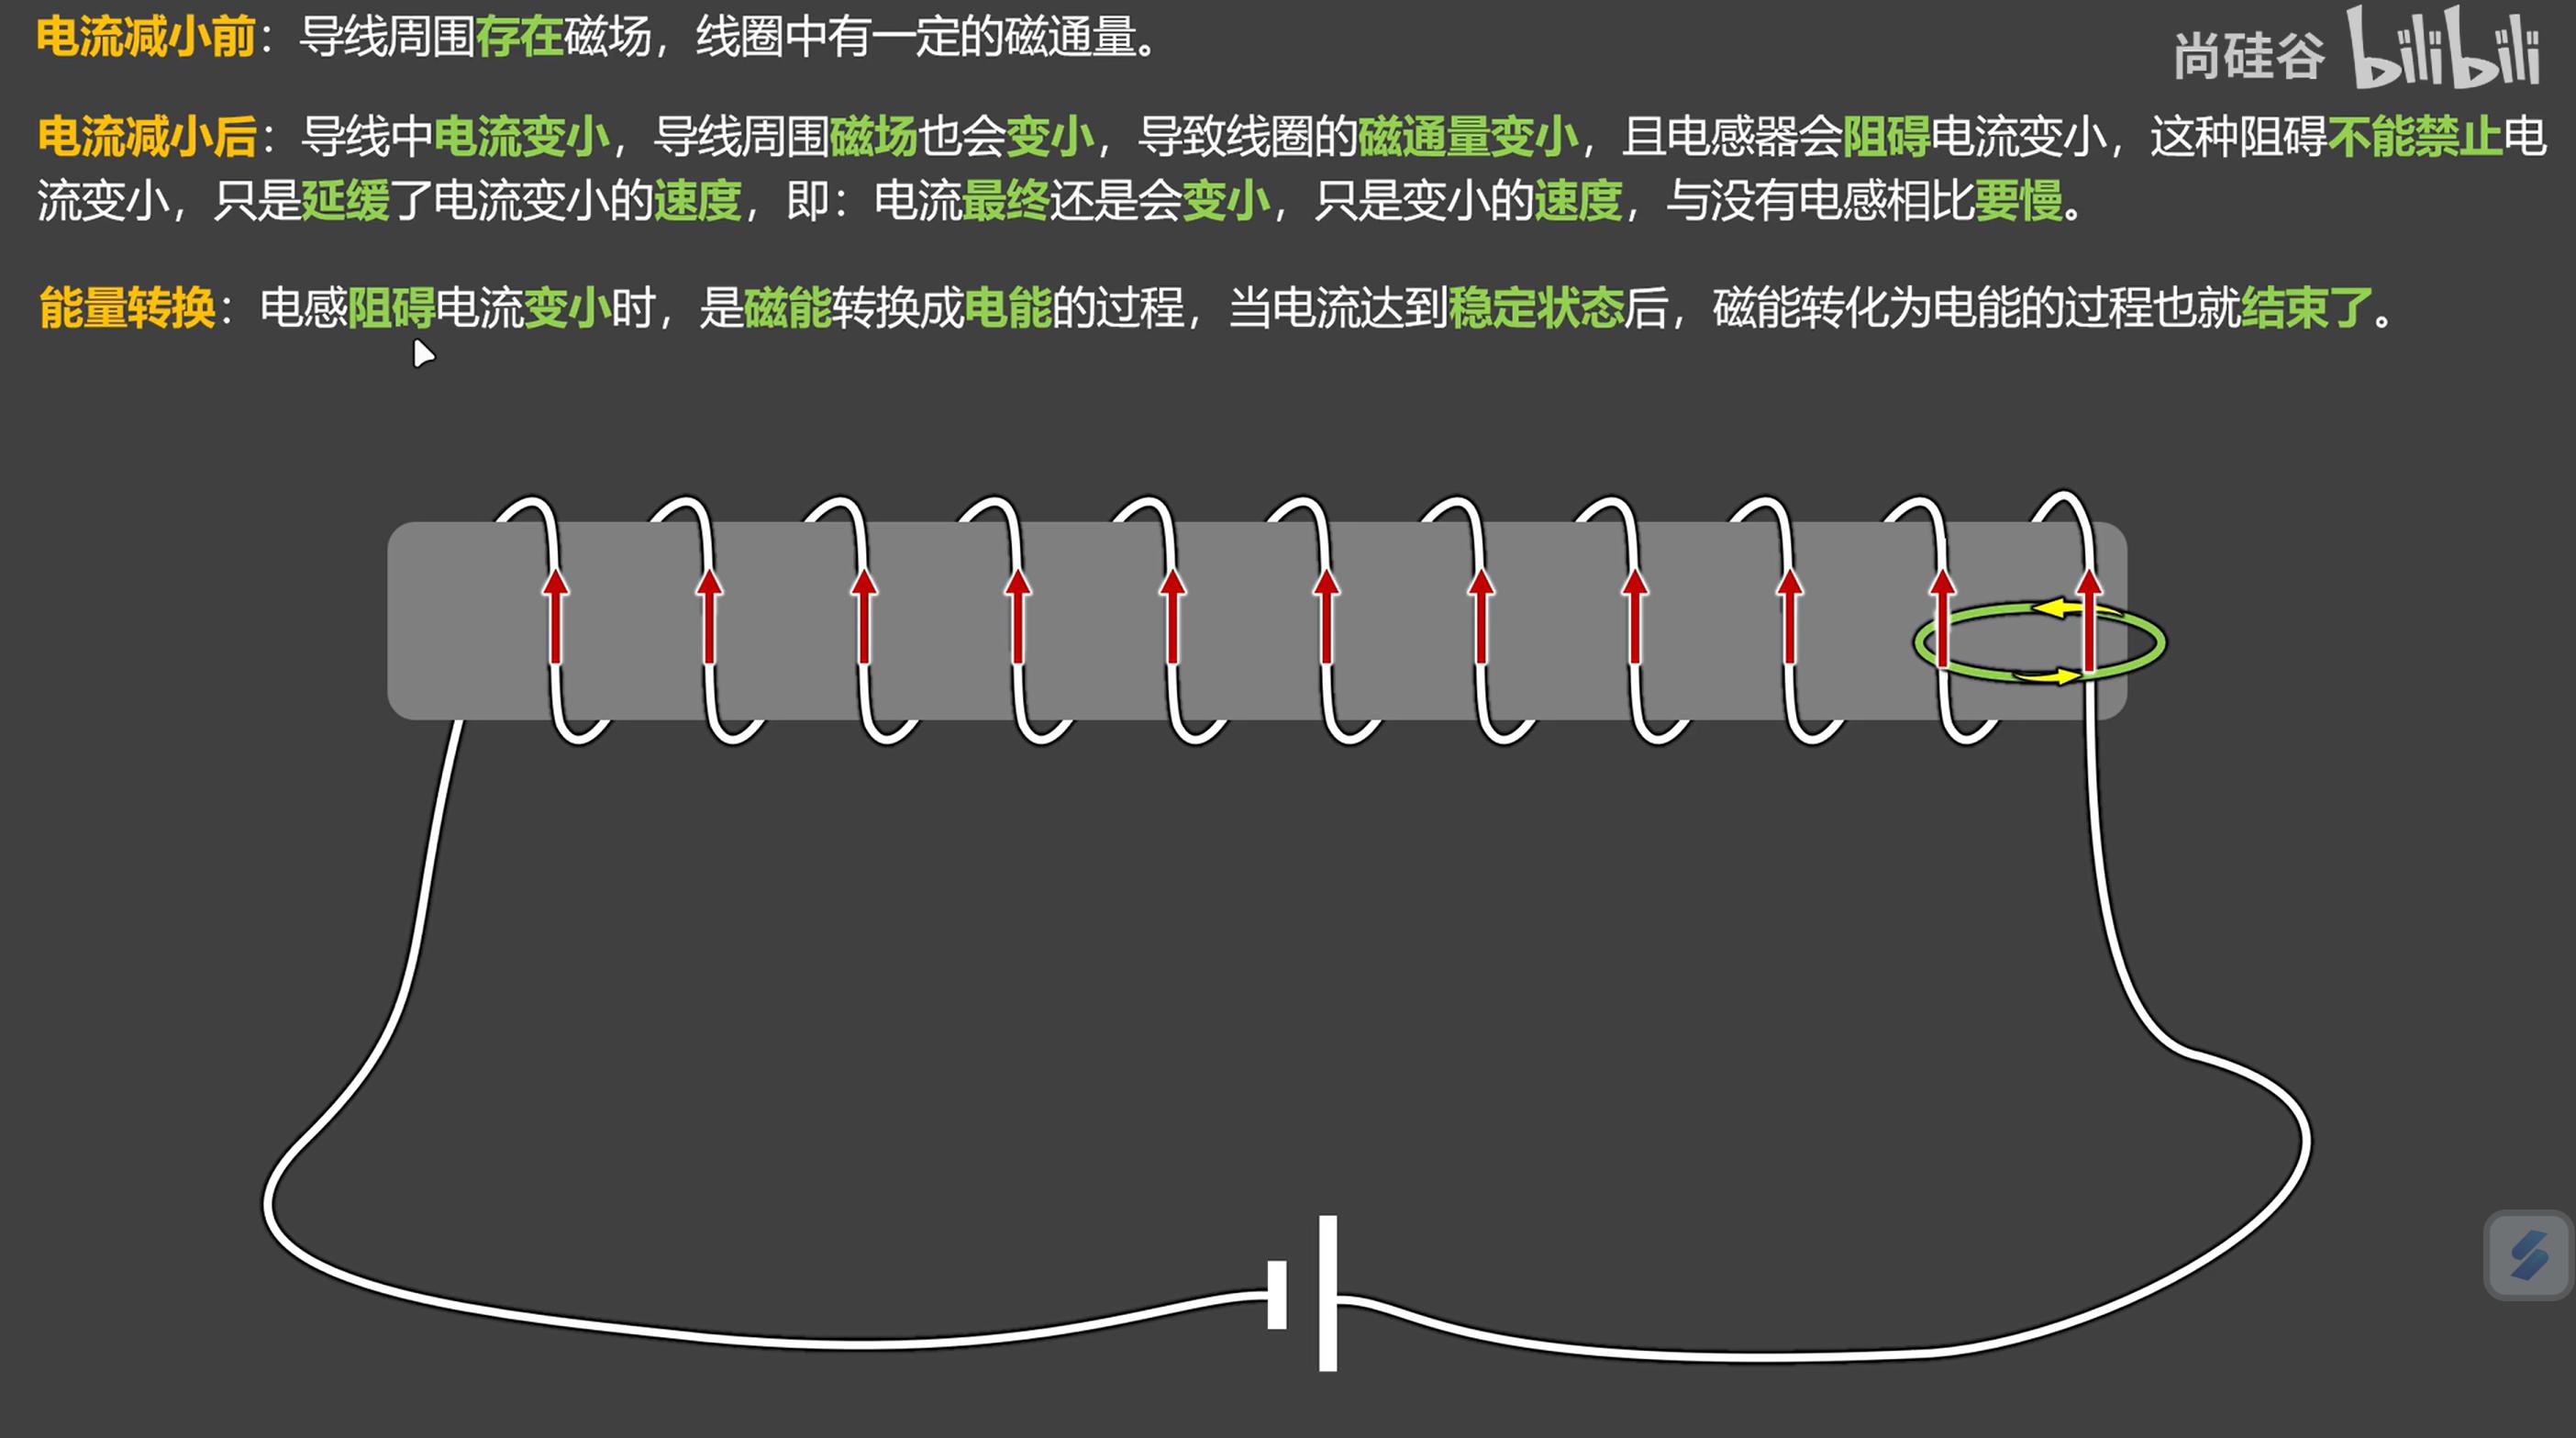 电流减小前：导线周围存在磁场，线圈中有一定的磁通量。
尚硅谷 bilibili
电流减小后：导线中电流变小，导线周围磁场也会变小，导致线圈的磁通量变小，且电感器会阻碍电流变小，这种阻碍不能禁止电
流变小，只是延缓了电流变小的速度，即：电流最终还是会变小，只是变小的速度，与没有电感相比要慢。
能量转换：电感阻碍电流变小时，是磁能转换成电能的过程，当电流达到稳定状态后，磁能转化为电能的过程也就结束了。